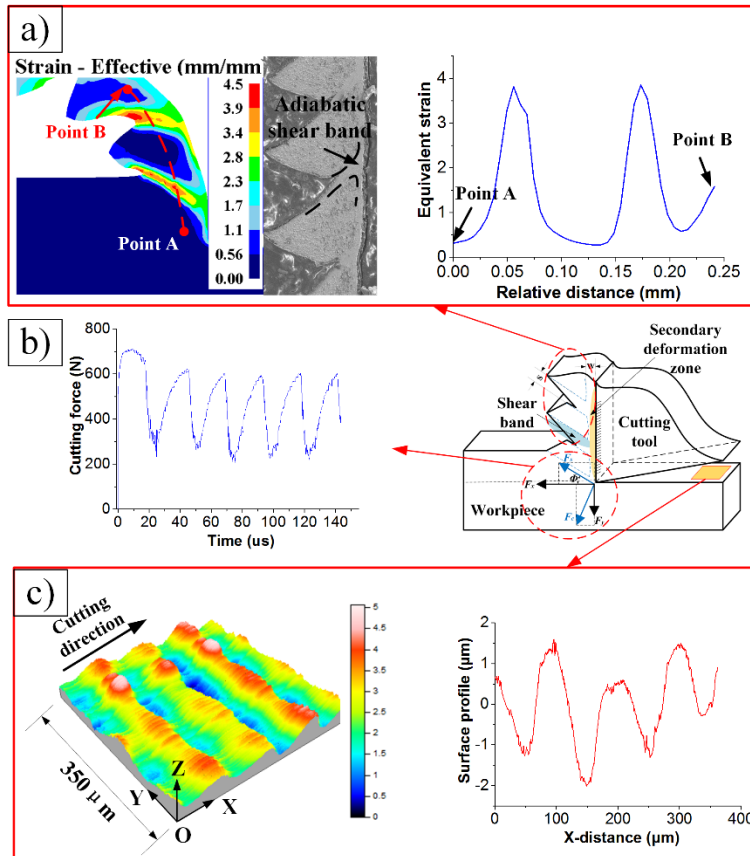 a)
Strain - Effective (mm/mm)
4.5
3.9
3.4
2.8
2.3
1.7
1.1
0.56
0.00
Point B
Point A
Adiabatic
shear band
Equivalent strain
4
3
2
1
0
Point A
Point B
0.00 0.05 0.10 0.15 0.20 0.25
Relative distance (mm)
b)
Cutting force (N)
800
600
400
200
0
0 20 40 60 80 100 120 140
Time (us)
Secondary
deformation
zone
Shear
band
Cutting
tool
Workpiece
S
W
Φ
c)
Cutting
direction
350 μm
Z
Y
X
O
5
4.5
4
3.5
3
2.5
2
1.5
1
0.5
0
Surface profile (μm)
2
1
0
-1
-2
0 100 200 300 400
X-distance (μm)